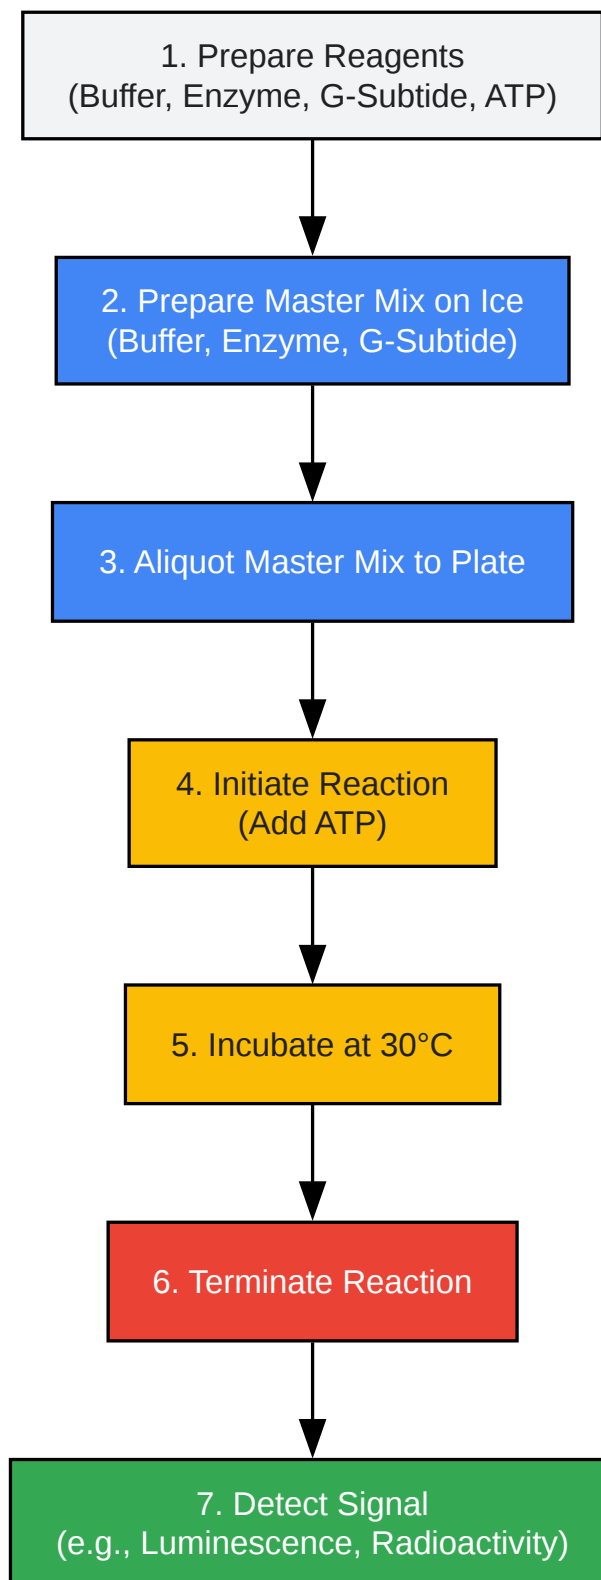 1. Prepare Reagents
(Buffer, Enzyme, G-Subtide, ATP)
2. Prepare Master Mix on Ice
(Buffer, Enzyme, G-Subtide)
3. Aliquot Master Mix to Plate
4. Initiate Reaction
(Add ATP)
5. Incubate at 30°C
6. Terminate Reaction
7. Detect Signal
(e.g., Luminescence, Radioactivity)